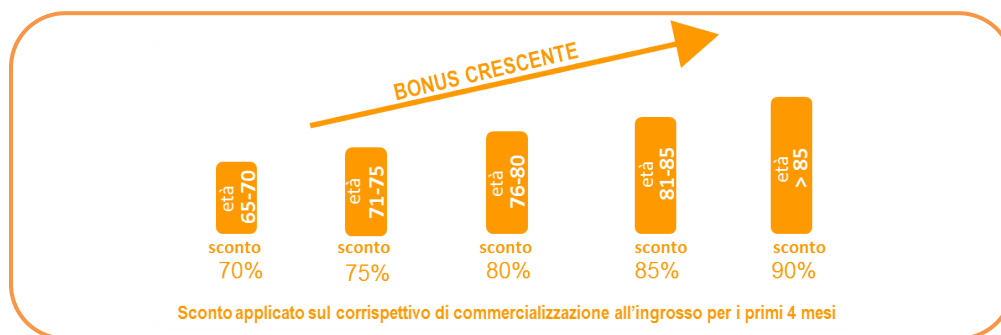 BONUS CRESCENTE
età
65-70
età
71-75
età
76-80
età
81-85
età
> 85
sconto
70%
sconto
75%
sconto
80%
sconto
85%
sconto
90%
Sconto applicato sul corrispettivo di commercializzazione all’ingrosso per i primi 4 mesi